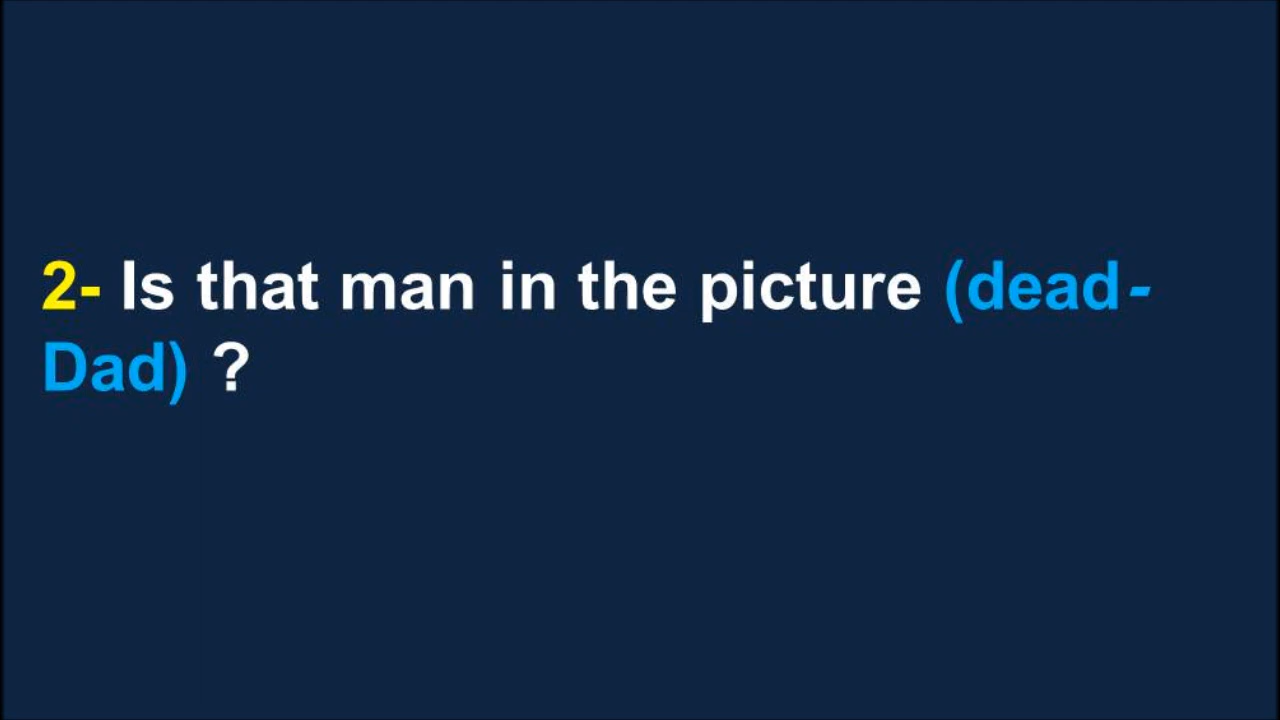 2- Is that man in the picture (dead-
Dad) ?